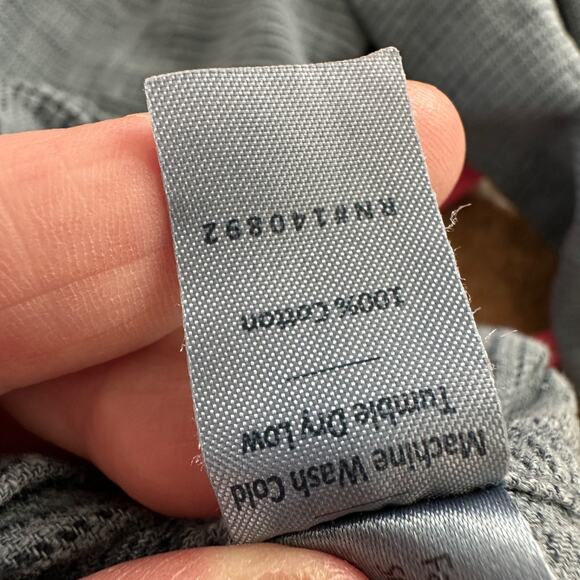 Machine Wash Cold
Tumble Dry Low
100% Cotton
RN#140892